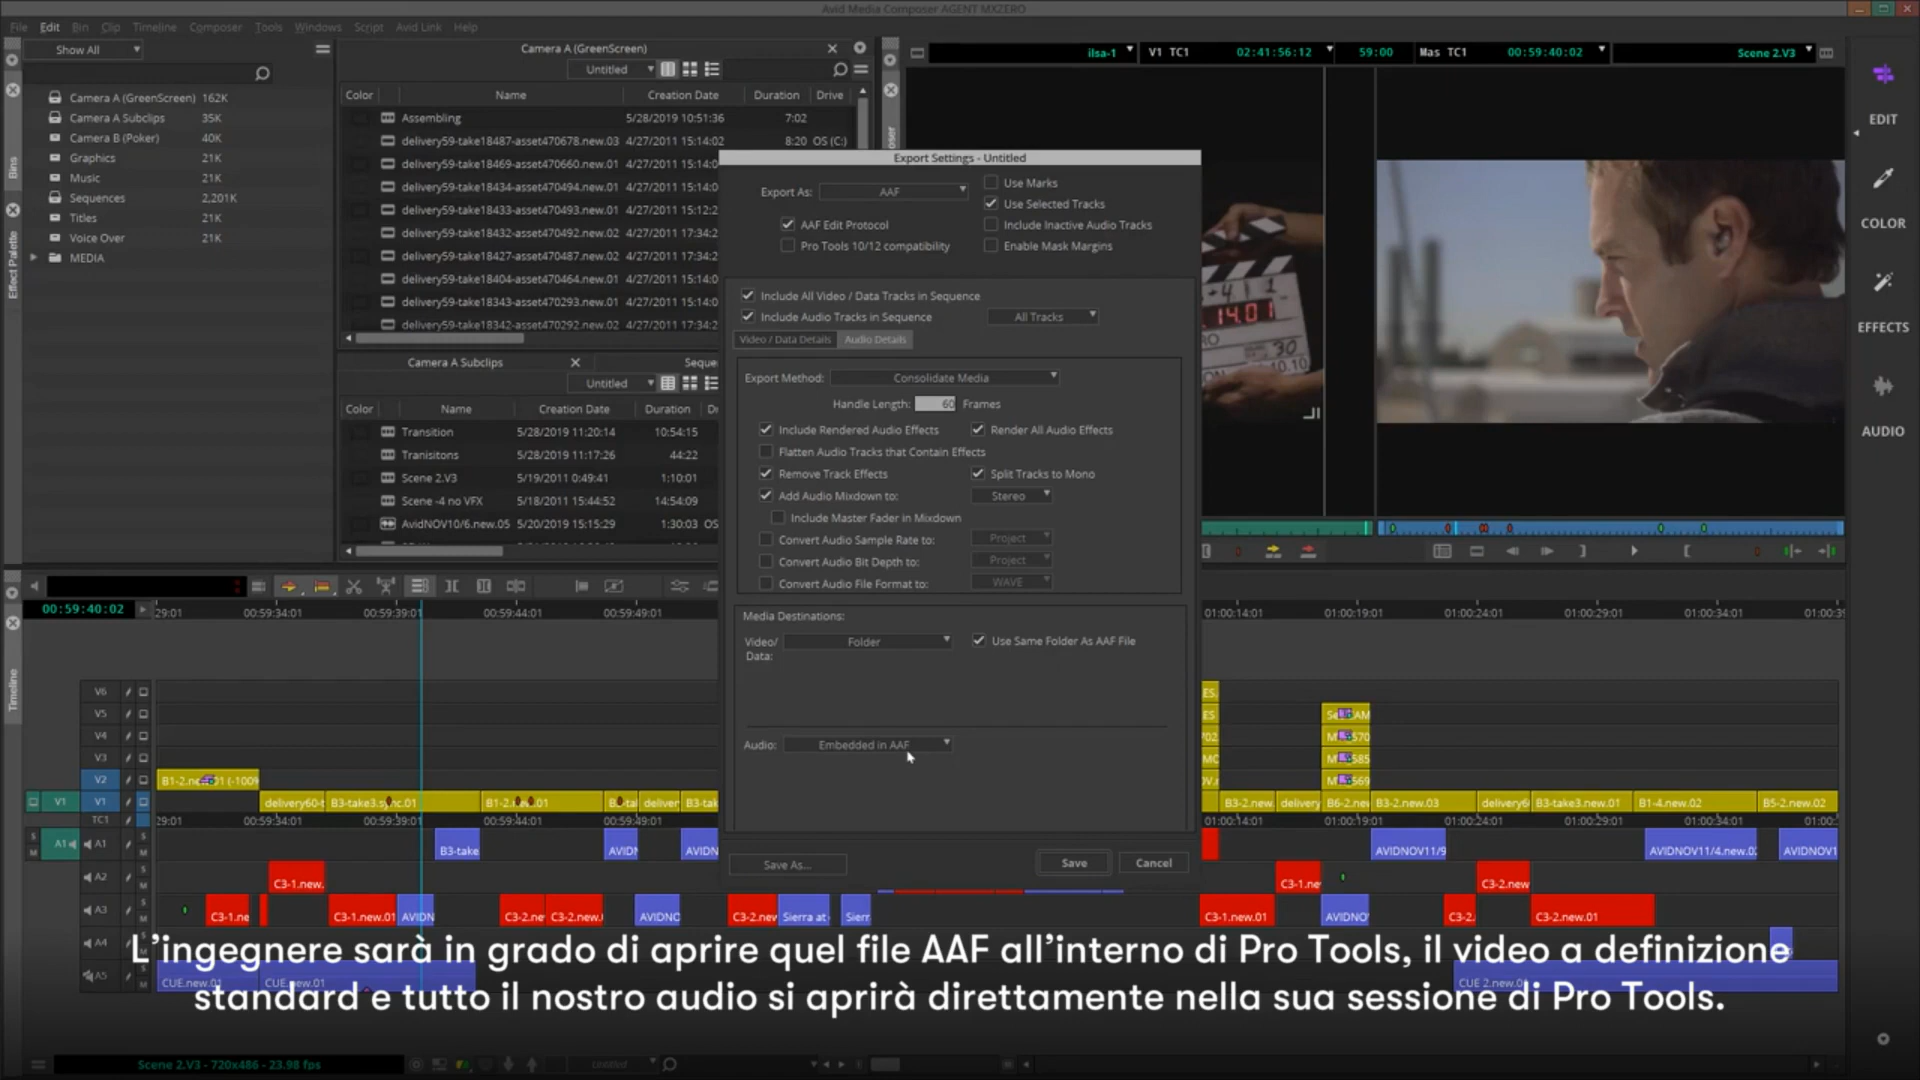 Avid Media Composer AGENT MXZERO
File Edit Bin Clip Timeline Composer Tools Windows Script Avid Link Help
Show All
Camera A (GreenScreen) 162K
Camera A Subclips 35K
Camera B (Poker) 40K
Graphics 21K
Music 21K
Sequences 2,201K
Titles 21K
Voice Over 21K
MEDIA
Bins
Effect Palette
Camera A (GreenScreen)
Untitled
Color Name Creation Date Duration Drive
Assembling 5/28/2019 10:51:36 7:02
delivery59-take18487-asset470678.new.03 4/27/2011 15:14:02 8:20 OS (C:)
delivery59-take18469-asset470660.new.01 4/27/2011 15:14:0
delivery59-take18434-asset470494.new.01 4/27/2011 15:14:0
delivery59-take18433-asset470493.new.01 4/27/2011 15:12:2
delivery59-take18432-asset470492.new.02 4/27/2011 17:34:2
delivery59-take18427-asset470487.new.02 4/27/2011 17:34:2
delivery59-take18404-asset470464.new.01 4/27/2011 15:14:0
delivery59-take18343-asset470293.new.01 4/27/2011 15:14:0
delivery59-take18342-asset470292.new.02 4/27/2011 17:34:2
Camera A Subclips Seque
Untitled
Color Name Creation Date Duration D
Transition 5/28/2019 11:20:14 10:54:15
Tranisitons 5/28/2019 11:17:26 44:22
Scene 2.V3 5/19/2011 0:49:41 1:10:01
Scene -4 no VFX 5/18/2011 15:44:52 14:54:09
AvidNOV10/6.new.05 5/20/2019 15:15:29 1:30:03 OS
ilsa-1 V1 TC1 02:41:56:12 59:00 Mas TC1 00:59:40:02 Scene 2.V3
14.01
30
10.10
EDIT
COLOR
EFFECTS
AUDIO
Export Settings - Untitled
Export As: AAF
Use Marks
Use Selected Tracks
AAF Edit Protocol
Include Inactive Audio Tracks
Pro Tools 10/12 compatibility
Enable Mask Margins
Include All Video / Data Tracks in Sequence
Include Audio Tracks in Sequence All Tracks
Video / Data Details Audio Details
Export Method: Consolidate Media
Handle Length: 60 Frames
Include Rendered Audio Effects Render All Audio Effects
Flatten Audio Tracks that Contain Effects
Remove Track Effects Split Tracks to Mono
Add Audio Mixdown to: Stereo
Include Master Fader in Mixdown
Convert Audio Sample Rate to: Project
Convert Audio Bit Depth to: Project
Convert Audio File Format to: WAVE
Media Destinations:
Video/ Folder Use Same Folder As AAF File
Data:
Audio: Embedded in AAF
Save As... Save Cancel
00:59:40:02 29:01 00:59:34:01 00:59:39:01 00:59:44:01 00:59:49:01 01:00:14:01 01:00:19:01 01:00:24:01 01:00:29:01 01:00:34:01 01:00:39
Timeline
V6
V5
V4
V3
V2
V1 V1
TC1
A1 A1
A2
A3
A4
A5
B1-2.ne 01 (-100%
B3-take3.sync.01
B3-2.new. delivery B6-2.ne B3-2.new.03 delivery6 B3-take3.new.01 B1-4.new.02 B5-2.new.02
29:01 00:59:34:01 00:59:39:01 00:59:44:01 00:59:49:01 01:00:14:01 01:00:19:01 01:00:24:01 01:00:29:01 01:00:34:01
B3-take AVIDN AVIDN AVIDNOV11/9 AVIDNOV11/4.new.02 AVIDNOV1
C3-1.new. C3-1.ne C3-2.new
C3-1.ne C3-1.new.01 AVIDN C3-2.ne C3-2.new. AVIDNO C3-2.new Sierra at Sierr C3-1.new.01 AVIDNO C3-2. C3-2.new.01
CUE.new.01 CUE.new.01 CUE 2.new.01
L'ingegnere sarà in grado di aprire quel file AAF all'interno di Pro Tools, il video a definizione
standard e tutto il nostro audio si aprirà direttamente nella sua sessione di Pro Tools.
Scene 2.V3 - 720x486 - 23.98 fps Untitled